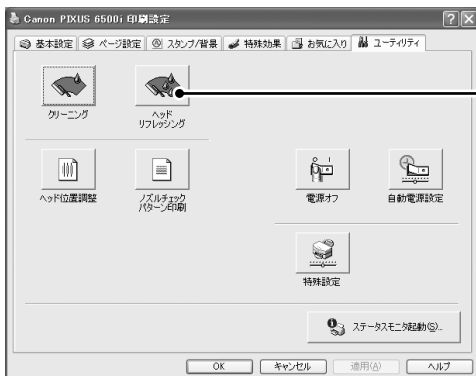 Canon PIXUS 6500i 印刷設定
基本設定 ページ設定 スタンプ/背景 特殊効果 お気に入り ユーティリティ
クリーニング
ヘッド
リフレッシング
ヘッド位置調整
ノズルチェック
パターン印刷
電源オフ
自動電源設定
特殊設定
ステータスモニタ起動(S)...
OK キャンセル 適用(A) ヘルプ